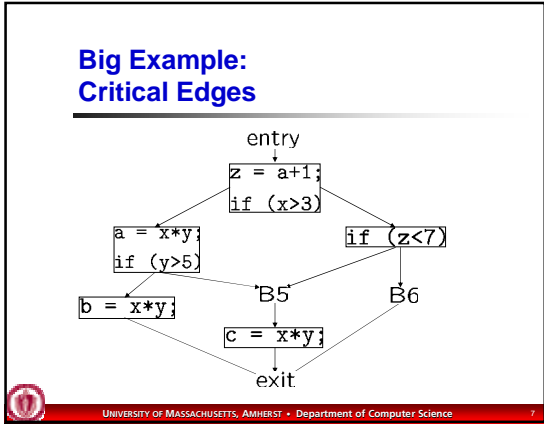 Big Example:
Critical Edges
entry
z = a+1;
if (x>3)
a = x*y;
if (y>5)
if (z<7)
b = x*y;
B5
B6
c = x*y;
exit
UNIVERSITY OF MASSACHUSETTS, AMHERST • Department of Computer Science
7